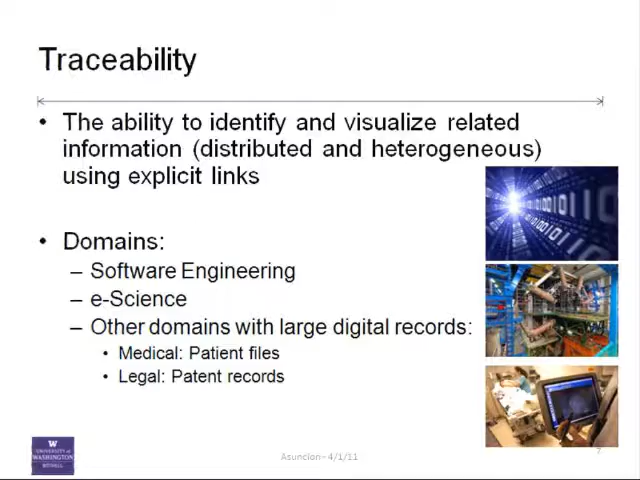 Traceability
• The ability to identify and visualize related
information (distributed and heterogeneous)
using explicit links
• Domains:
– Software Engineering
– e-Science
– Other domains with large digital records:
• Medical: Patient files
• Legal: Patent records
W
UNIVERSITY of
WASHINGTON
BOTHELL
Asuncion - 4/1/11
7